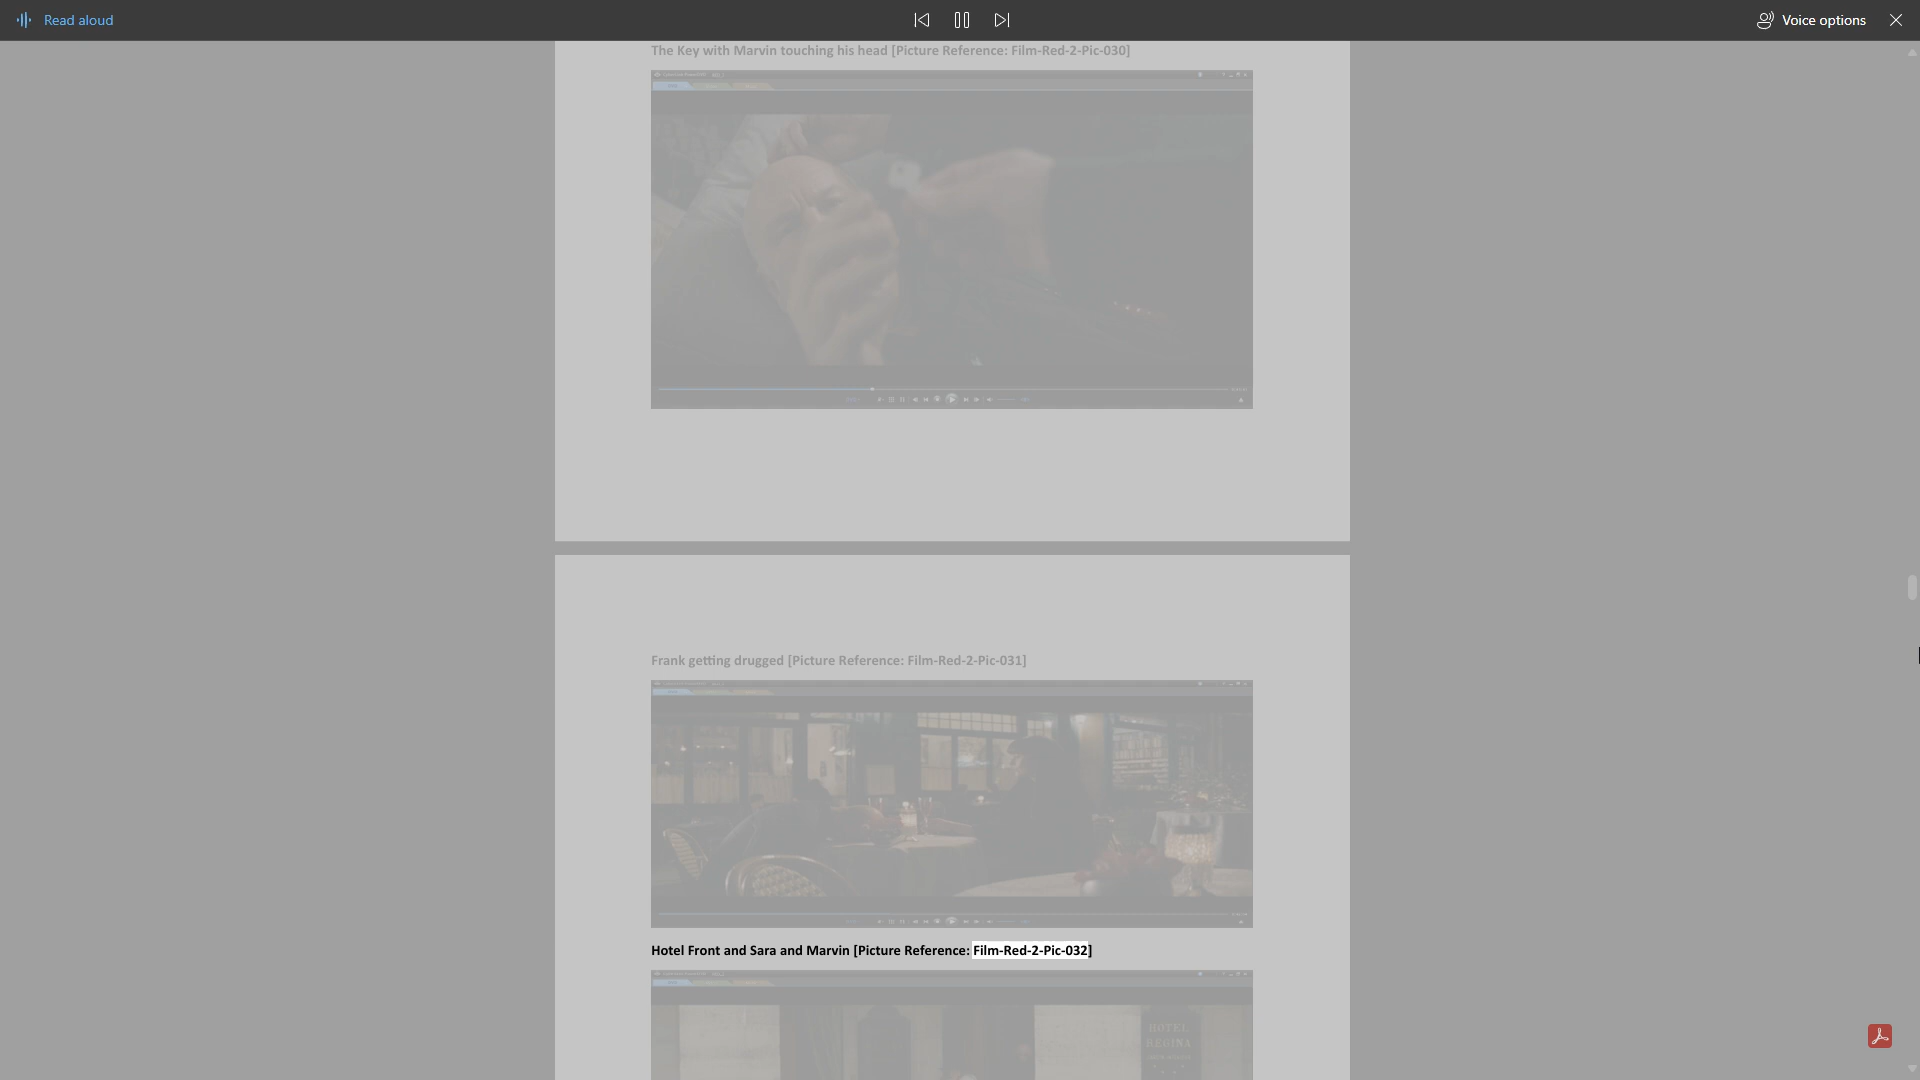 Read aloud
Voice options
The Key with Marvin touching his head [Picture Reference: Film-Red-2-Pic-030]
Frank getting drugged [Picture Reference: Film-Red-2-Pic-031]
Hotel Front and Sara and Marvin [Picture Reference: Film-Red-2-Pic-032]
HOTEL
REGINA